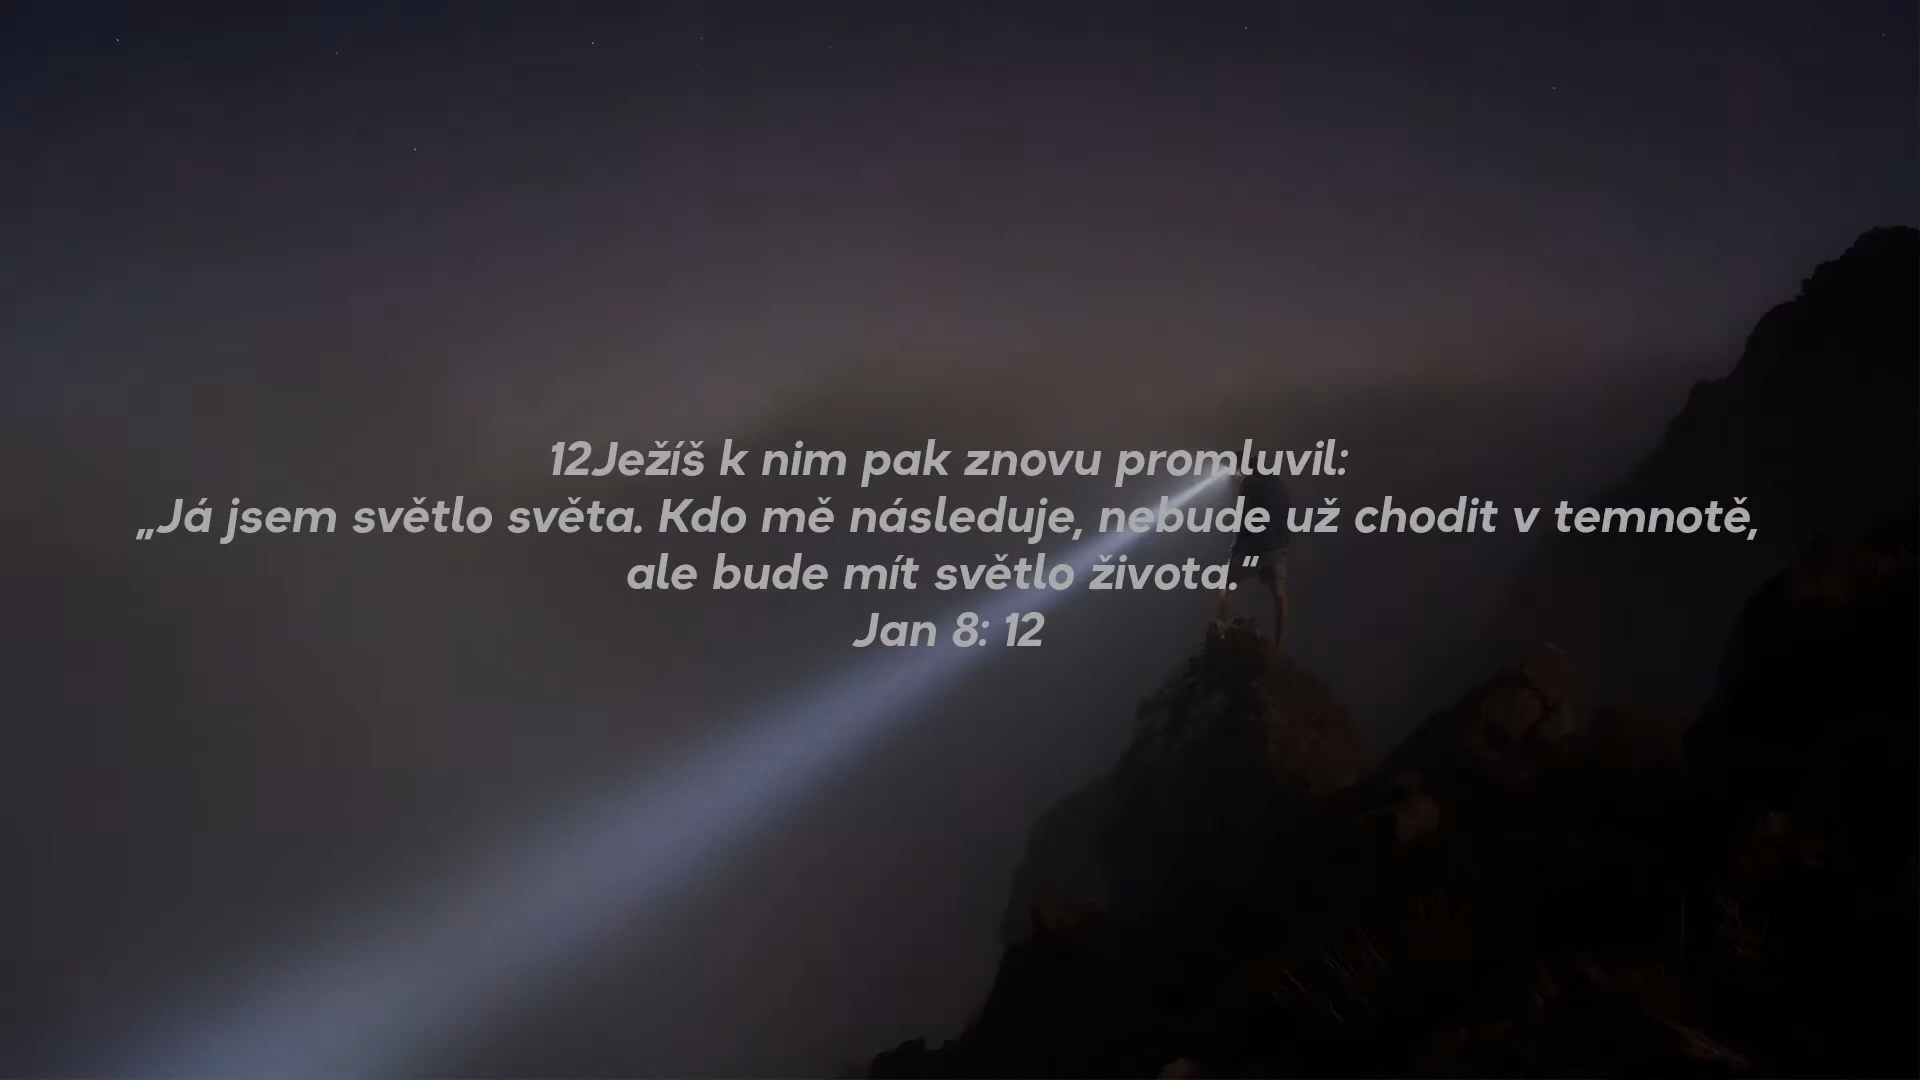 12Ježíš k nim pak znovu promluvil:
„Já jsem světlo světa. Kdo mě následuje, nebude už chodit v temnotě,
ale bude mít světlo života.“
Jan 8: 12